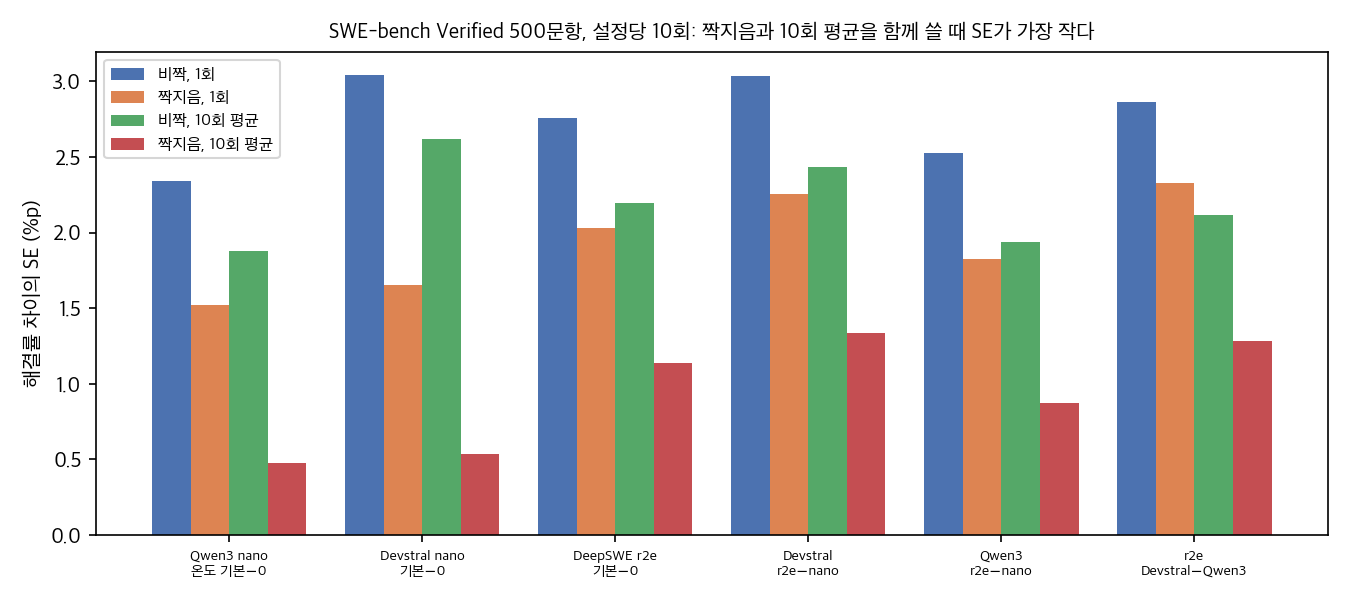 SWE-bench Verified 500문항, 설정당 10회: 짝지음과 10회 평균을 함께 쓸 때 SE가 가장 작다
비짝, 1회
짝지음, 1회
비짝, 10회 평균
짝지음, 10회 평균
해결률 차이의 SE (%p)
3.0
2.5
2.0
1.5
1.0
0.5
0.0
Qwen3 nano
온도 기본−0
Devstral nano
기본−0
DeepSWE r2e
기본−0
Devstral
r2e−nano
Qwen3
r2e−nano
r2e
Devstral−Qwen3